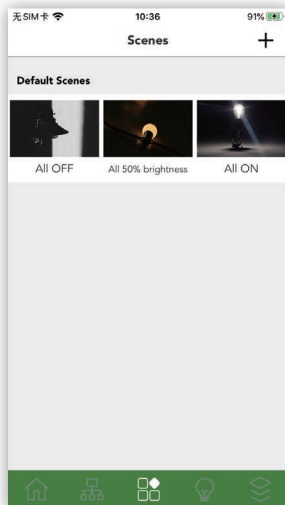 无SIM卡 10:36 91%
Scenes
Default Scenes
All OFF All 50% brightness All ON